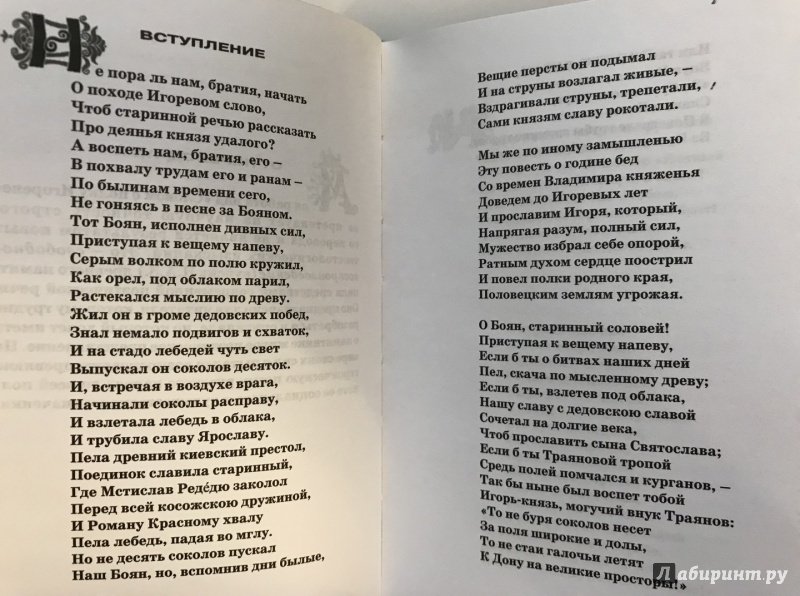 ВСТУПЛЕНИЕ
Не пора ль нам, братия, начать
О походе Игоревом слово,
Чтоб старинной речью рассказать
Про деянья князя удалого?
А воспеть нам, братия, его –
В похвалу трудам его и ранам –
По былинам времени сего,
Не гоняясь в песне за Бояном.
Тот Боян, исполнен дивных сил,
Приступая к вещему напеву,
Серым волком по полю кружил,
Как орел, под облаком парил,
Растекался мыслию по древу.
Жил он в громе дедовских побед,
Знал немало подвигов и схваток,
И на стадо лебедей чуть свет
Выпускал он соколов десяток.
И, встречая в воздухе врага,
Начинали соколы расправу,
И взлетала лебедь в облака,
И трубила славу Ярославу.
Пела древний киевский престол,
Поединок славила старинный,
Где Мстислав Реде́дю заколол
Перед всей косожскою дружиной,
И Роману Красному хвалу
Пела лебедь, падая во мглу.
Но не десять соколов пускал
Наш Боян, но, вспомнив дни былые,
Вещие персты он подымал
И на струны возлагал живые, –
Вздрагивали струны, трепетали,
Сами князям славу рокотали.
Мы же по иному замышленью
Эту повесть о године бед
Со времен Владимира княженья
Доведем до Игоревых лет
И прославим Игоря, который,
Напрягая разум, полный сил,
Мужество избрал себе опорой,
Ратным духом сердце поострил
И повел полки родного края,
Половецким землям угрожая.
О Боян, старинный соловей!
Приступая к вещему напеву,
Если б ты о битвах наших дней
Пел, скача по мысленному древу;
Если б ты, взлетев под облака,
Нашу славу с дедовскою славой
Сочетал на долгие века,
Чтоб прославить сына Святослава;
Если б ты Траяновой тропой
Средь полей помчался и курганов, –
Так бы ныне был воспет тобой
Игорь-князь, могучий внук Траянов:
«То не буря соколов несет
За поля широкие и долы,
То не стаи галочьи летят
К Дону на великие просторы!»
Лабиринт.ру